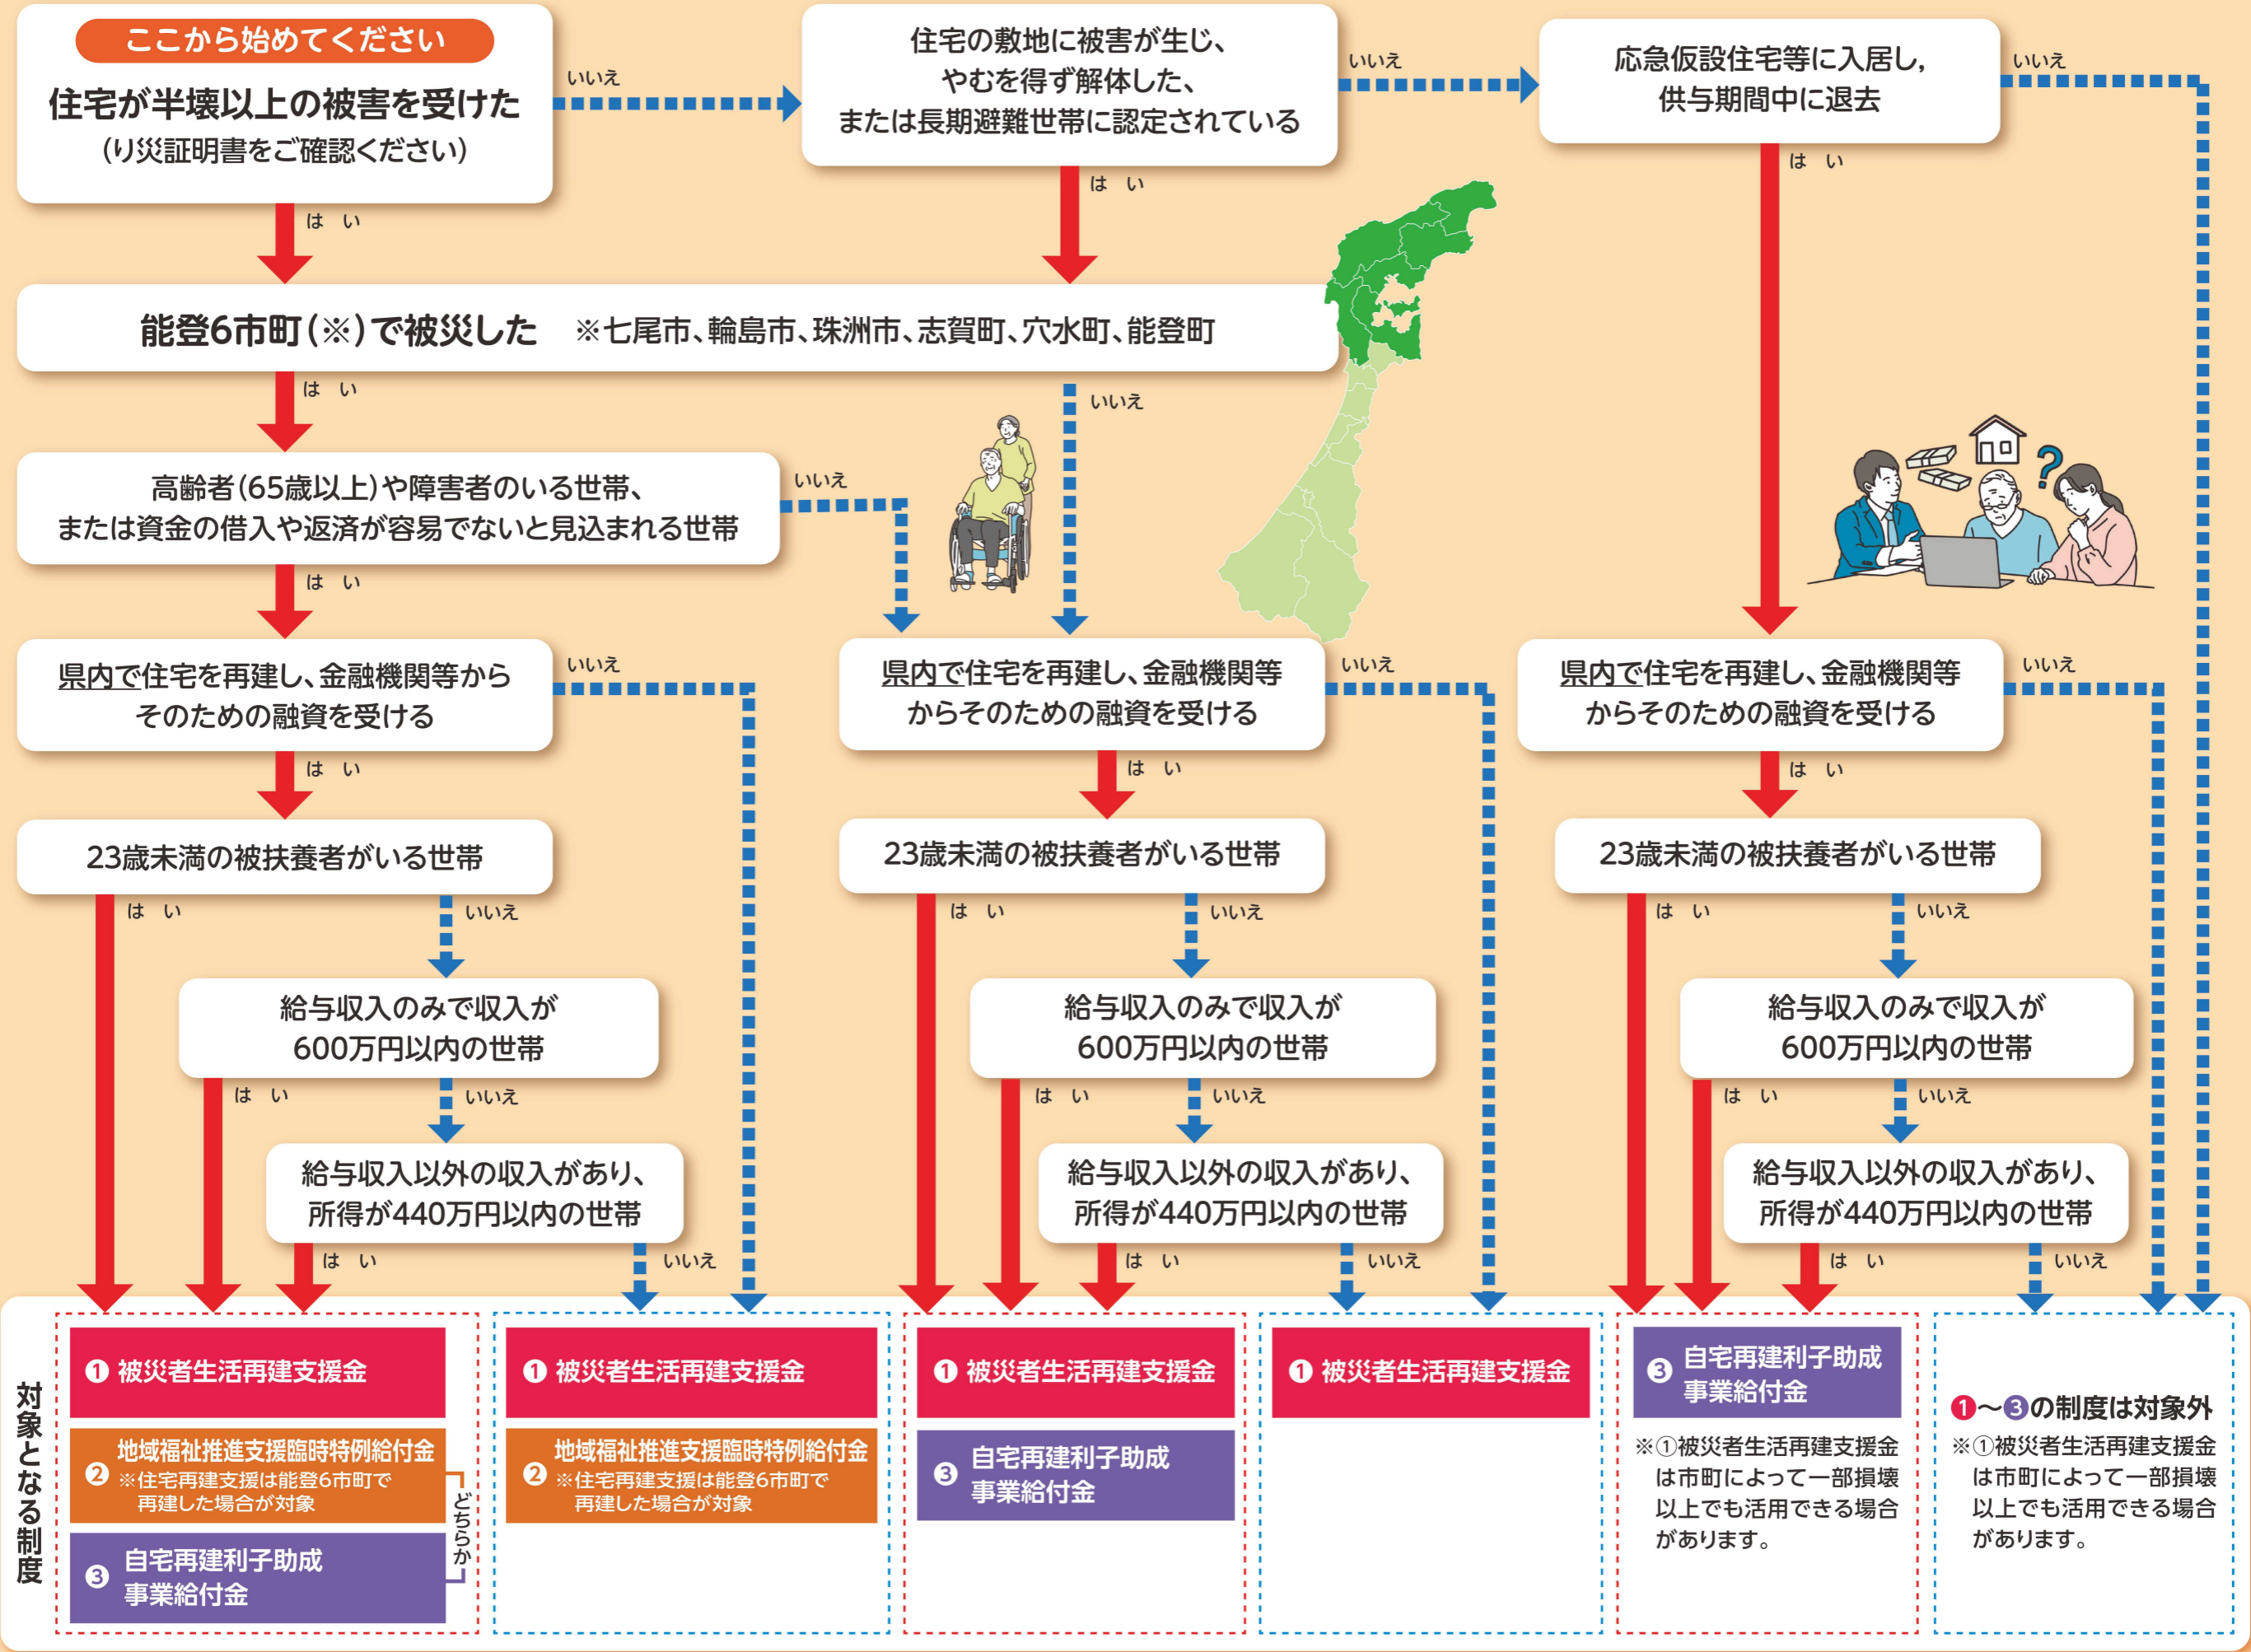 ここから始めてください
住宅が半壊以上の被害を受けた
(り災証明書をご確認ください)
いいえ
は い
住宅の敷地に被害が生じ、
やむを得ず解体した、
または長期避難世帯に認定されている
いいえ
は い
応急仮設住宅等に入居し,
供与期間中に退去
いいえ
は い
能登6市町(※)で被災した ※七尾市、輪島市、珠洲市、志賀町、穴水町、能登町
は い
いいえ
高齢者(65歳以上)や障害者のいる世帯、
または資金の借入や返済が容易でないと見込まれる世帯
いいえ
は い
?
県内で住宅を再建し、金融機関等から
そのための融資を受ける
いいえ
は い
県内で住宅を再建し、金融機関等
からそのための融資を受ける
いいえ
は い
県内で住宅を再建し、金融機関等
からそのための融資を受ける
いいえ
は い
23歳未満の被扶養者がいる世帯
は い
いいえ
23歳未満の被扶養者がいる世帯
は い
いいえ
23歳未満の被扶養者がいる世帯
は い
いいえ
給与収入のみで収入が
600万円以内の世帯
は い
いいえ
給与収入のみで収入が
600万円以内の世帯
は い
いいえ
給与収入のみで収入が
600万円以内の世帯
は い
いいえ
給与収入以外の収入があり、
所得が440万円以内の世帯
は い
いいえ
給与収入以外の収入があり、
所得が440万円以内の世帯
は い
いいえ
給与収入以外の収入があり、
所得が440万円以内の世帯
は い
いいえ
対象となる制度
❶ 被災者生活再建支援金
❷ 地域福祉推進支援臨時特例給付金
※住宅再建支援は能登6市町で
再建した場合が対象
❸ 自宅再建利子助成
事業給付金
どちらか
❶ 被災者生活再建支援金
❷ 地域福祉推進支援臨時特例給付金
※住宅再建支援は能登6市町で
再建した場合が対象
❶ 被災者生活再建支援金
❸ 自宅再建利子助成
事業給付金
❶ 被災者生活再建支援金
❸ 自宅再建利子助成
事業給付金
※①被災者生活再建支援金
は市町によって一部損壊
以上でも活用できる場合
があります。
❶〜❸の制度は対象外
※①被災者生活再建支援金
は市町によって一部損壊
以上でも活用できる場合
があります。